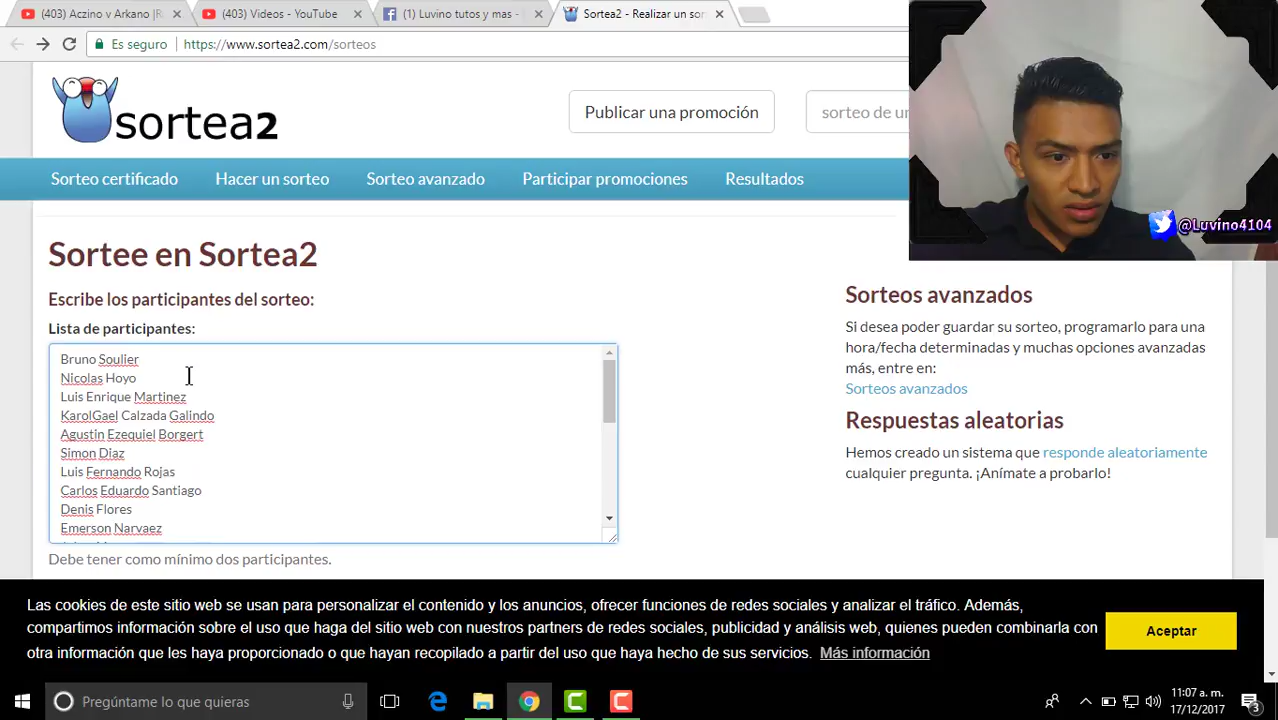 (403) Aczino v Arkano |R
(403) Videos - YouTube
(1) Luvino tutos y mas -
Sortea2 - Realizar un sor
Es seguro
https://www.sortea2.com/sorteos
sortea2
Publicar una promoción
sorteo de un
Sorteo certificado
Hacer un sorteo
Sorteo avanzado
Participar promociones
Resultados
@Luvino4104
Sortee en Sortea2
Escribe los participantes del sorteo:
Lista de participantes:
Bruno Soulier
Nicolas Hoyo
Luis Enrique Martinez
KarolGael Calzada Galindo
Agustin Ezequiel Borgert
Simon Diaz
Luis Fernando Rojas
Carlos Eduardo Santiago
Denis Flores
Emerson Narvaez
Debe tener como mínimo dos participantes.
Sorteos avanzados
Si desea poder guardar su sorteo, programarlo para una
hora/fecha determinadas y muchas opciones avanzadas
más, entre en:
Sorteos avanzados
Respuestas aleatorias
Hemos creado un sistema que responde aleatoriamente
cualquier pregunta. ¡Anímate a probarlo!
Las cookies de este sitio web se usan para personalizar el contenido y los anuncios, ofrecer funciones de redes sociales y analizar el tráfico. Además,
compartimos información sobre el uso que haga del sitio web con nuestros partners de redes sociales, publicidad y análisis web, quienes pueden combinarla con
otra información que les haya proporcionado o que hayan recopilado a partir del uso que haya hecho de sus servicios. Más información
Aceptar
Pregúntame lo que quieras
11:07 a. m.
17/12/2017
3